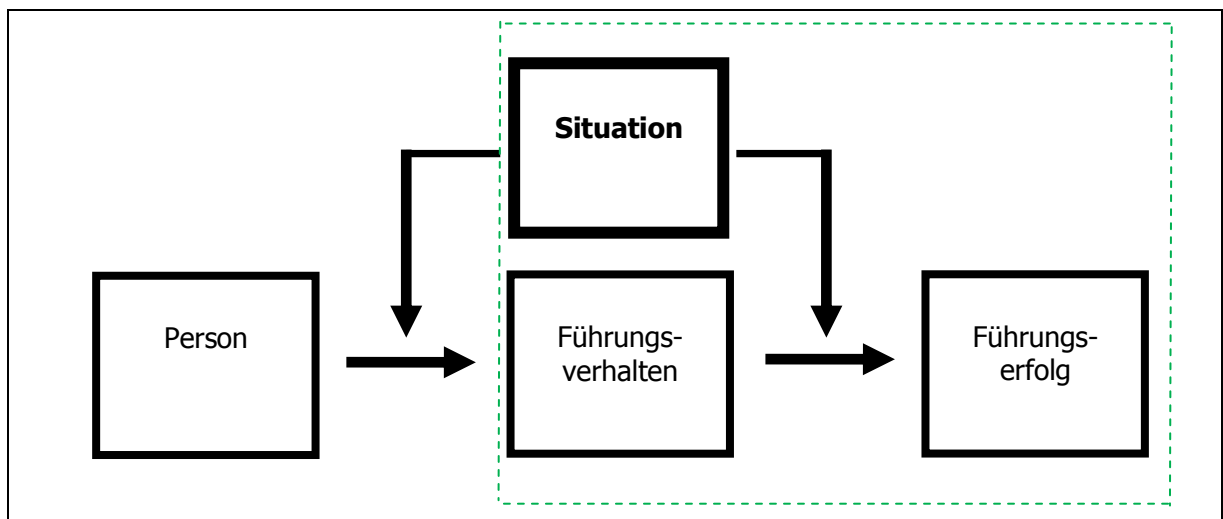 Situation
Person
Führungs-
verhalten
Führungs-
erfolg